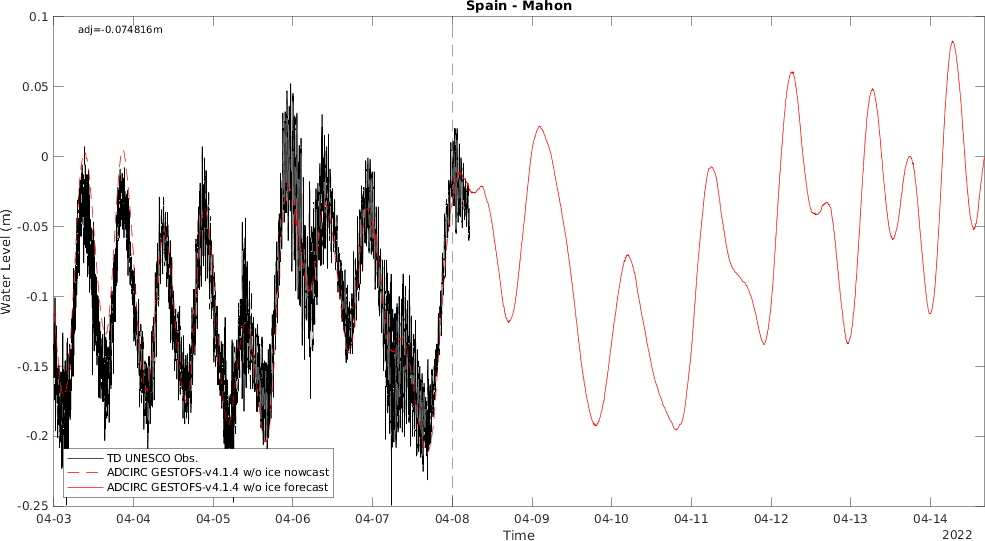 Spain - Mahon
adj=-0.074816m
0.1
0.05
0
-0.05
-0.1
-0.15
-0.2
-0.25
Water Level (m)
TD UNESCO Obs.
ADCIRC GESTOFS-v4.1.4 w/o ice nowcast
ADCIRC GESTOFS-v4.1.4 w/o ice forecast
04-03 04-04 04-05 04-06 04-07 04-08 04-09 04-10 04-11 04-12 04-13 04-14
Time
2022